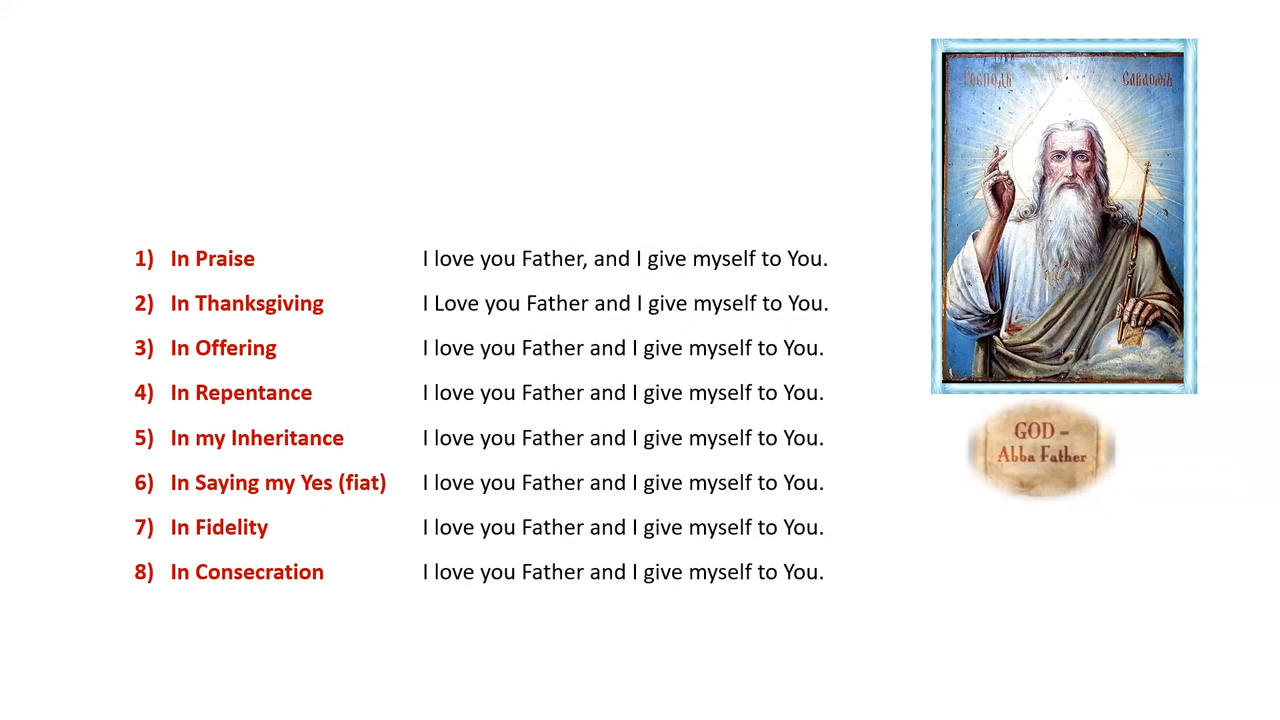 1) In Praise I love you Father, and I give myself to You.
2) In Thanksgiving I Love you Father and I give myself to You.
3) In Offering I love you Father and I give myself to You.
4) In Repentance I love you Father and I give myself to You.
5) In my Inheritance I love you Father and I give myself to You.
6) In Saying my Yes (fiat) I love you Father and I give myself to You.
7) In Fidelity I love you Father and I give myself to You.
8) In Consecration I love you Father and I give myself to You.
Господь Саваоѳъ
GOD –
Abba Father